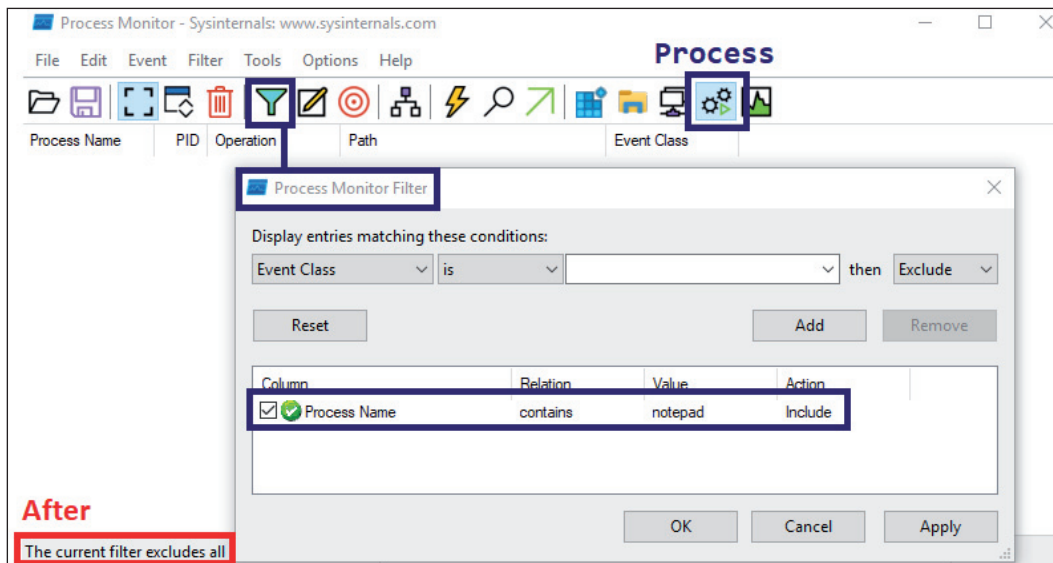 Process Monitor - Sysinternals: www.sysinternals.com
File Edit Event Filter Tools Options Help
Process
Process Name PID Operation Path Event Class
Process Monitor Filter
Display entries matching these conditions:
Event Class is then Exclude
Reset Add Remove
Column Relation Value Action
Process Name contains notepad Include
After
OK Cancel Apply
The current filter excludes all